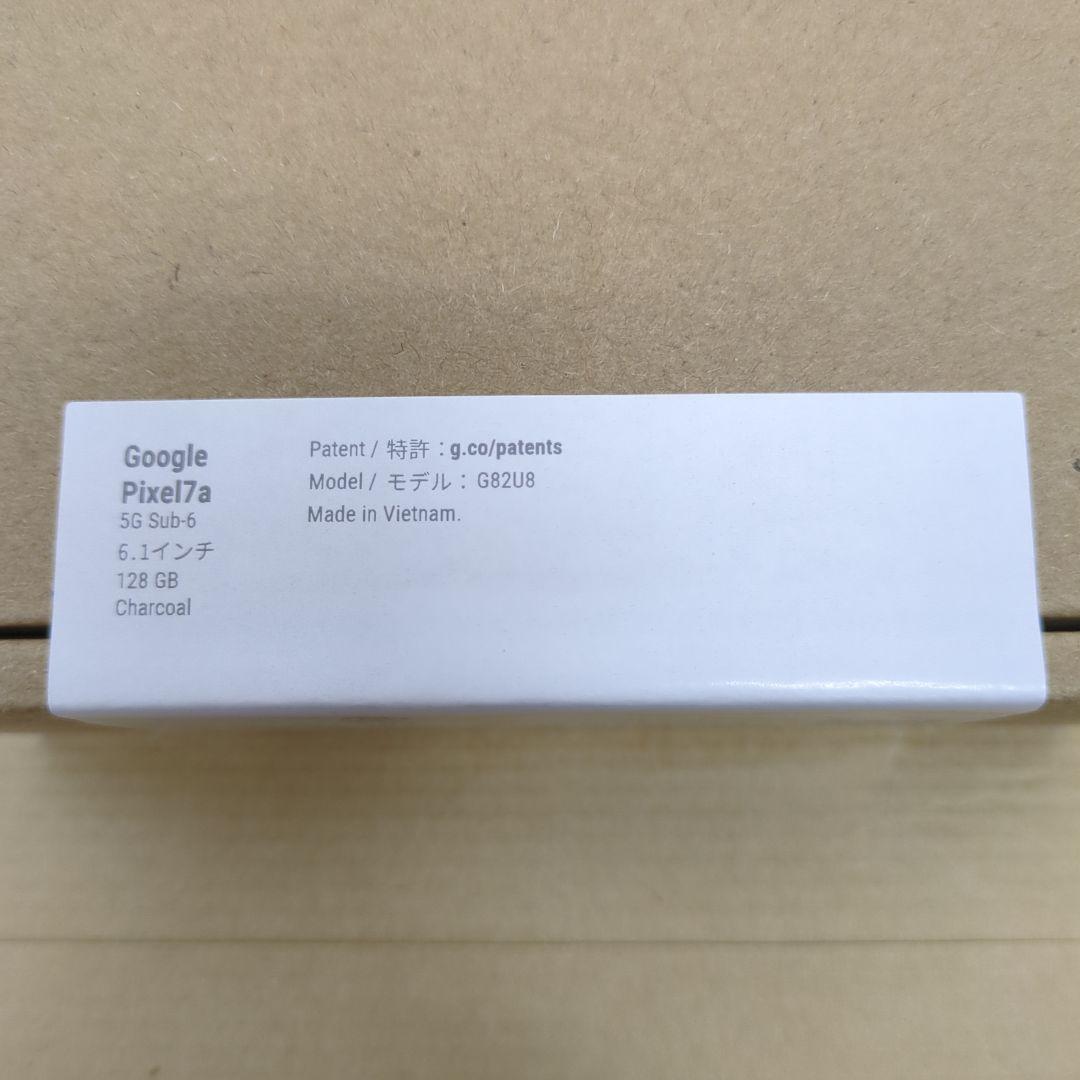 Google
Pixel7a
5G Sub-6
6.1インチ
128 GB
Charcoal
Patent / 特許：g.co/patents
Model / モデル：G82U8
Made in Vietnam.